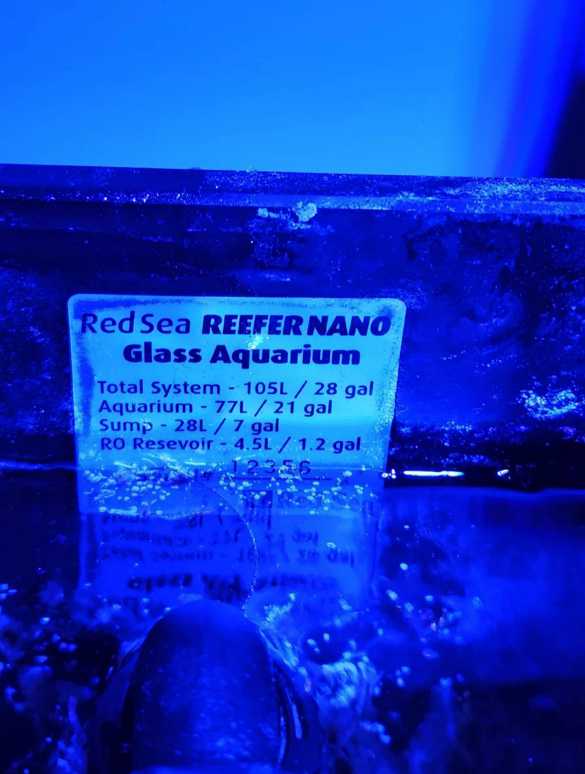 Red Sea REEFER NANO
Glass Aquarium
Total System - 105L / 28 gal
Aquarium - 77L / 21 gal
Sump - 28L / 7 gal
RO Resevoir - 4.5L / 1.2 gal
12356